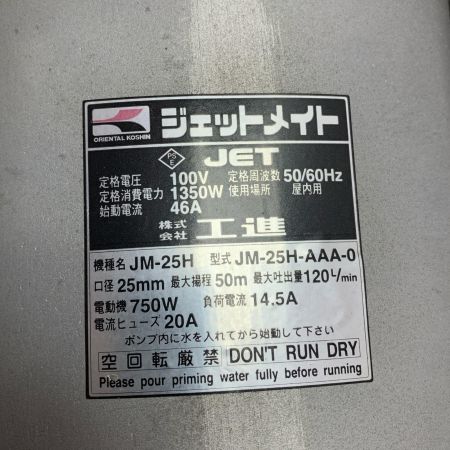 ORIENTAL KOSHIN
ジェットメイト
PS
E
JET
定格電圧 100V 定格周波数 50/60Hz
定格消費電力 1350W 使用場所 屋内用
始動電流 46A
株式会社 工進
機種名 JM-25H 型式 JM-25H-AAA-0
口径 25mm 最大揚程 50m 最大吐出量 120L/min
電動機 750W 負荷電流 14.5A
電流ヒューズ 20A
ポンプ内に水を入れてから始動して下さい
空回転厳禁 DON'T RUN DRY
Please pour priming water fully before running